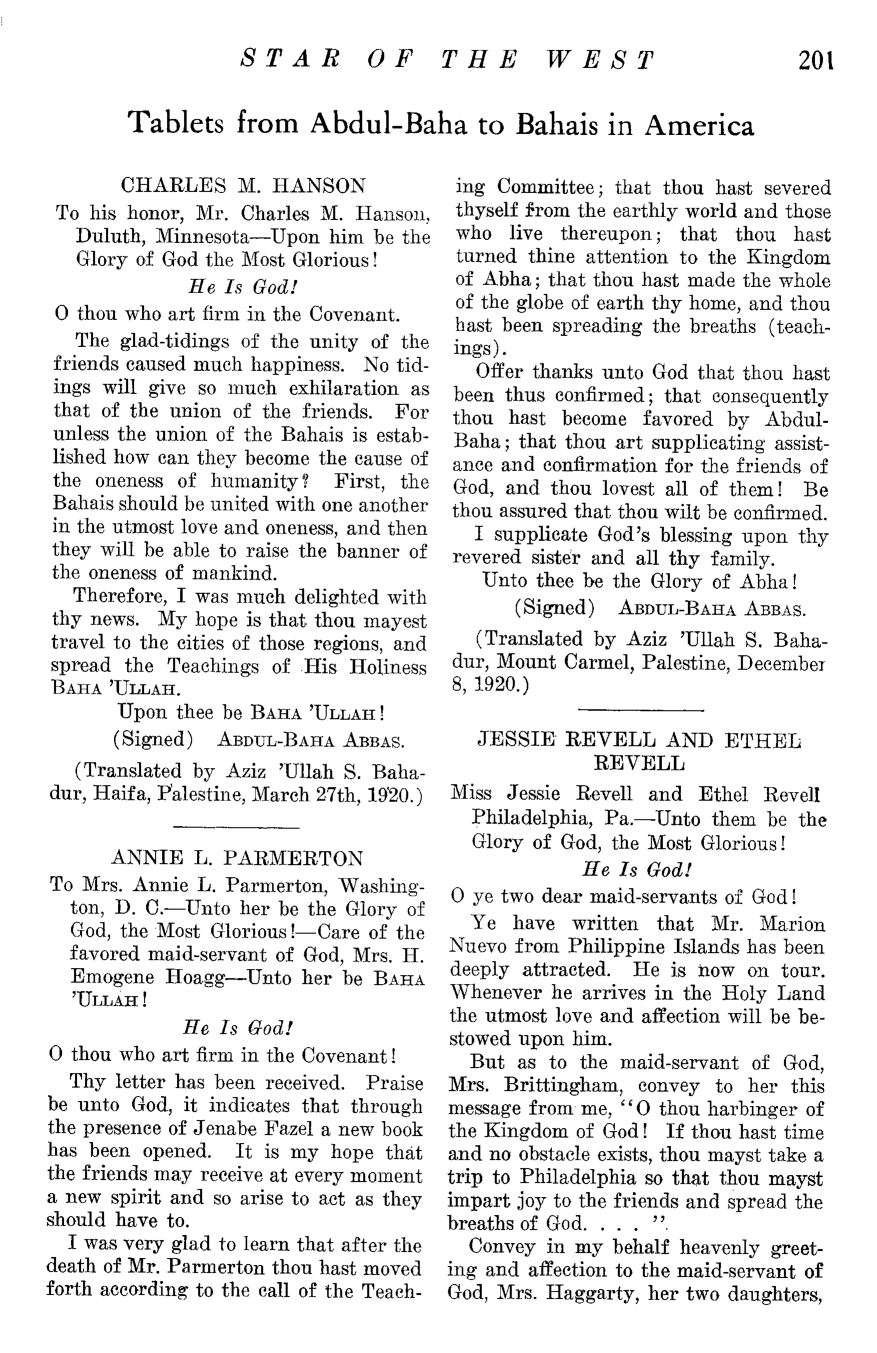 STAR OF THE WEST 201
Tablets from Abdul-Baha to Bahais in America
CHARLES M. HANSON
To his honor, Mr. Charles M. Hanson,
Duluth, Minnesota—Upon him be the
Glory of God the Most Glorious!
He Is God!
O thou who art firm in the Covenant.
The glad-tidings of the unity of the
friends caused much happiness. No tid-
ings will give so much exhilaration as
that of the union of the friends. For
unless the union of the Bahais is estab-
lished how can they become the cause of
the oneness of humanity? First, the
Bahais should be united with one another
in the utmost love and oneness, and then
they will be able to raise the banner of
the oneness of mankind.
Therefore, I was much delighted with
thy news. My hope is that thou mayest
travel to the cities of those regions, and
spread the Teachings of His Holiness
BAHA 'ULLAH.
Upon thee be BAHA 'ULLAH!
(Signed) ABDUL-BAHA ABBAS.
(Translated by Aziz 'Ullah S. Baha-
dur, Haifa, Palestine, March 27th, 1920.)
ANNIE L. PARMERTON
To Mrs. Annie L. Parmerton, Washing-
ton, D. C.—Unto her be the Glory of
God, the Most Glorious!—Care of the
favored maid-servant of God, Mrs. H.
Emogene Hoagg—Unto her be BAHA
'ULLAH!
He Is God!
O thou who art firm in the Covenant!
Thy letter has been received. Praise
be unto God, it indicates that through
the presence of Jenabe Fazel a new book
has been opened. It is my hope that
the friends may receive at every moment
a new spirit and so arise to act as they
should have to.
I was very glad to learn that after the
death of Mr. Parmerton thou hast moved
forth according to the call of the Teach-
ing Committee; that thou hast severed
thyself from the earthly world and those
who live thereupon; that thou hast
turned thine attention to the Kingdom
of Abha; that thou hast made the whole
of the globe of earth thy home, and thou
hast been spreading the breaths (teach-
ings).
Offer thanks unto God that thou hast
been thus confirmed; that consequently
thou hast become favored by Abdul-
Baha; that thou art supplicating assist-
ance and confirmation for the friends of
God, and thou lovest all of them! Be
thou assured that thou wilt be confirmed.
I supplicate God's blessing upon thy
revered sister and all thy family.
Unto thee be the Glory of Abha!
(Signed) ABDUL-BAHA ABBAS.
(Translated by Aziz 'Ullah S. Baha-
dur, Mount Carmel, Palestine, December
8, 1920.)
JESSIE REVELL AND ETHEL
REVELL
Miss Jessie Revell and Ethel Revell
Philadelphia, Pa.—Unto them be the
Glory of God, the Most Glorious!
He Is God!
O ye two dear maid-servants of God!
Ye have written that Mr. Marion
Nuevo from Philippine Islands has been
deeply attracted. He is now on tour.
Whenever he arrives in the Holy Land
the utmost love and affection will be be-
stowed upon him.
But as to the maid-servant of God,
Mrs. Brittingham, convey to her this
message from me, "O thou harbinger of
the Kingdom of God! If thou hast time
and no obstacle exists, thou mayst take a
trip to Philadelphia so that thou mayst
impart joy to the friends and spread the
breaths of God. . . . ".
Convey in my behalf heavenly greet-
ing and affection to the maid-servant of
God, Mrs. Haggarty, her two daughters,